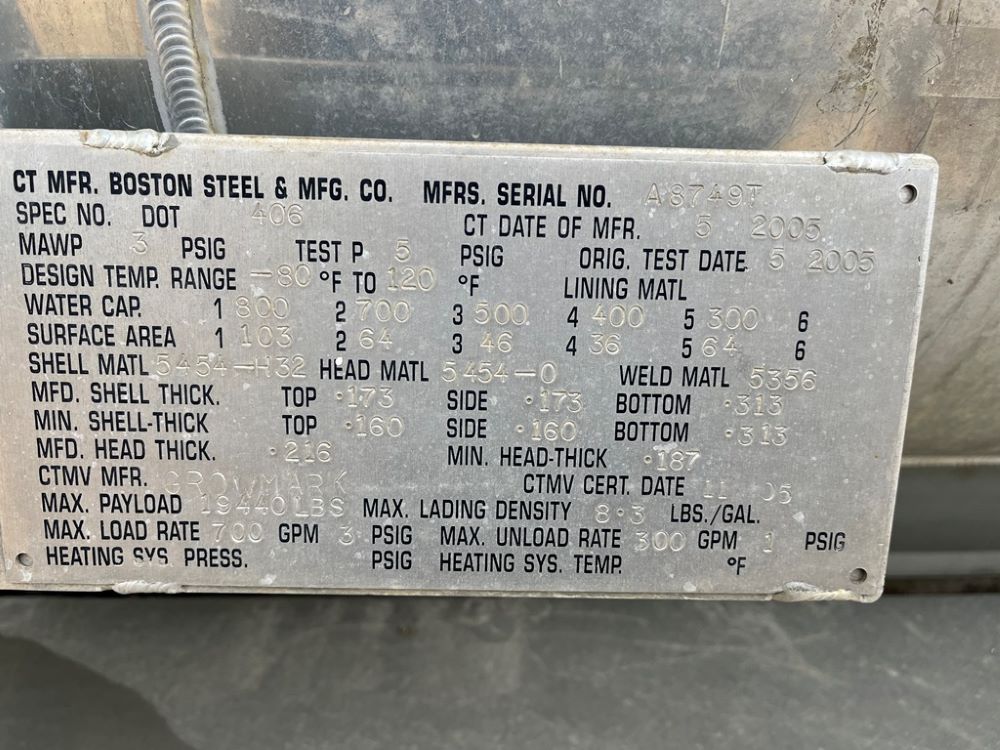 CT MFR. BOSTON STEEL & MFG. CO. MFRS. SERIAL NO. A8749T
SPEC NO. DOT 406 CT DATE OF MFR. 5 2005
MAWP 3 PSIG TEST P 5 PSIG ORIG. TEST DATE 5 2005
DESIGN TEMP. RANGE -80 °F TO 120 °F LINING MATL
WATER CAP. 1 800 2 700 3 500 4 400 5 300 6
SURFACE AREA 1 103 2 64 3 46 4 36 5 64 6
SHELL MATL 5454-H32 HEAD MATL 5454-0 WELD MATL 5356
MFD. SHELL THICK. TOP .173 SIDE .173 BOTTOM .313
MIN. SHELL-THICK TOP .160 SIDE .160 BOTTOM .313
MFD. HEAD THICK. .216 MIN. HEAD-THICK .187
CTMV MFR. GROWMARK CTMV CERT. DATE 11 05
MAX. PAYLOAD 19440LBS MAX. LADING DENSITY 8.3 LBS./GAL.
MAX. LOAD RATE 700 GPM 3 PSIG MAX. UNLOAD RATE 300 GPM 1 PSIG
HEATING SYS. PRESS. PSIG HEATING SYS. TEMP. °F